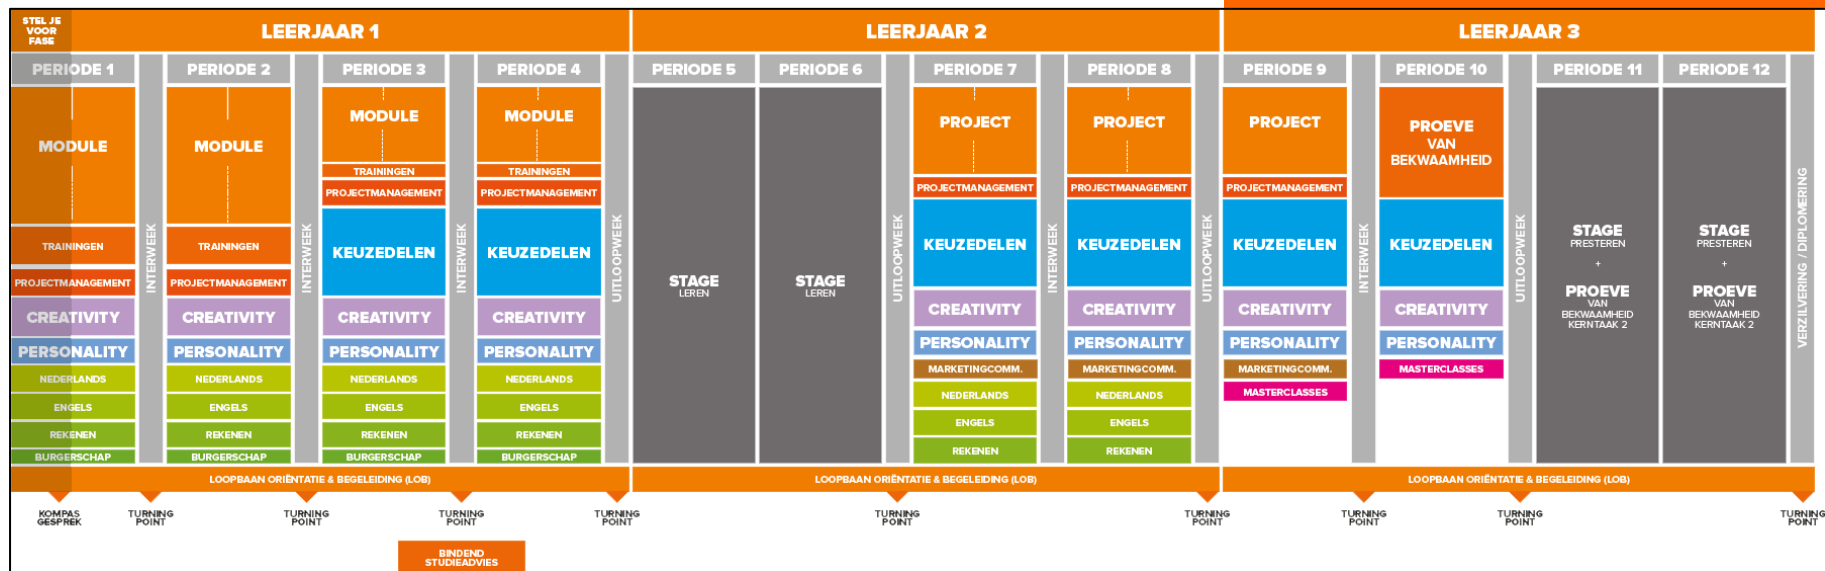 STEL JE
VOOR
FASE
LEERJAAR 1
LEERJAAR 2
LEERJAAR 3
PERIODE 1
PERIODE 2
PERIODE 3
PERIODE 4
PERIODE 5
PERIODE 6
PERIODE 7
PERIODE 8
PERIODE 9
PERIODE 10
PERIODE 11
PERIODE 12
MODULE
TRAININGEN
PROJECTMANAGEMENT
CREATIVITY
PERSONALITY
NEDERLANDS
ENGELS
REKENEN
BURGERSCHAP
INTERWEEK
MODULE
TRAININGEN
PROJECTMANAGEMENT
CREATIVITY
PERSONALITY
NEDERLANDS
ENGELS
REKENEN
BURGERSCHAP
INTERWEEK
MODULE
TRAININGEN
PROJECTMANAGEMENT
KEUZEDELEN
CREATIVITY
PERSONALITY
NEDERLANDS
ENGELS
REKENEN
BURGERSCHAP
INTERWEEK
MODULE
TRAININGEN
PROJECTMANAGEMENT
KEUZEDELEN
CREATIVITY
PERSONALITY
NEDERLANDS
ENGELS
REKENEN
BURGERSCHAP
UITLOOPWEEK
STAGE
LEREN
STAGE
LEREN
UITLOOPWEEK
PROJECT
PROJECTMANAGEMENT
KEUZEDELEN
CREATIVITY
PERSONALITY
MARKETINGCOMM.
NEDERLANDS
ENGELS
REKENEN
INTERWEEK
PROJECT
PROJECTMANAGEMENT
KEUZEDELEN
CREATIVITY
PERSONALITY
MARKETINGCOMM.
NEDERLANDS
ENGELS
REKENEN
UITLOOPWEEK
PROJECT
PROJECTMANAGEMENT
KEUZEDELEN
CREATIVITY
PERSONALITY
MARKETINGCOMM.
MASTERCLASSES
INTERWEEK
PROEVE
VAN
BEKWAAMHEID
KEUZEDELEN
CREATIVITY
PERSONALITY
MASTERCLASSES
UITLOOPWEEK
STAGE
PRESTEREN
+
PROEVE
VAN
BEKWAAMHEID
KERNTAAK 2
STAGE
PRESTEREN
+
PROEVE
VAN
BEKWAAMHEID
KERNTAAK 2
VERZILVERING / DIPLOMERING
LOOPBAAN ORIËNTATIE & BEGELEIDING (LOB)
LOOPBAAN ORIËNTATIE & BEGELEIDING (LOB)
LOOPBAAN ORIËNTATIE & BEGELEIDING (LOB)
KOMPAS
GESPREK
TURNING
POINT
TURNING
POINT
TURNING
POINT
TURNING
POINT
TURNING
POINT
TURNING
POINT
TURNING
POINT
TURNING
POINT
TURNING
POINT
BINDEND
STUDIEADVIES